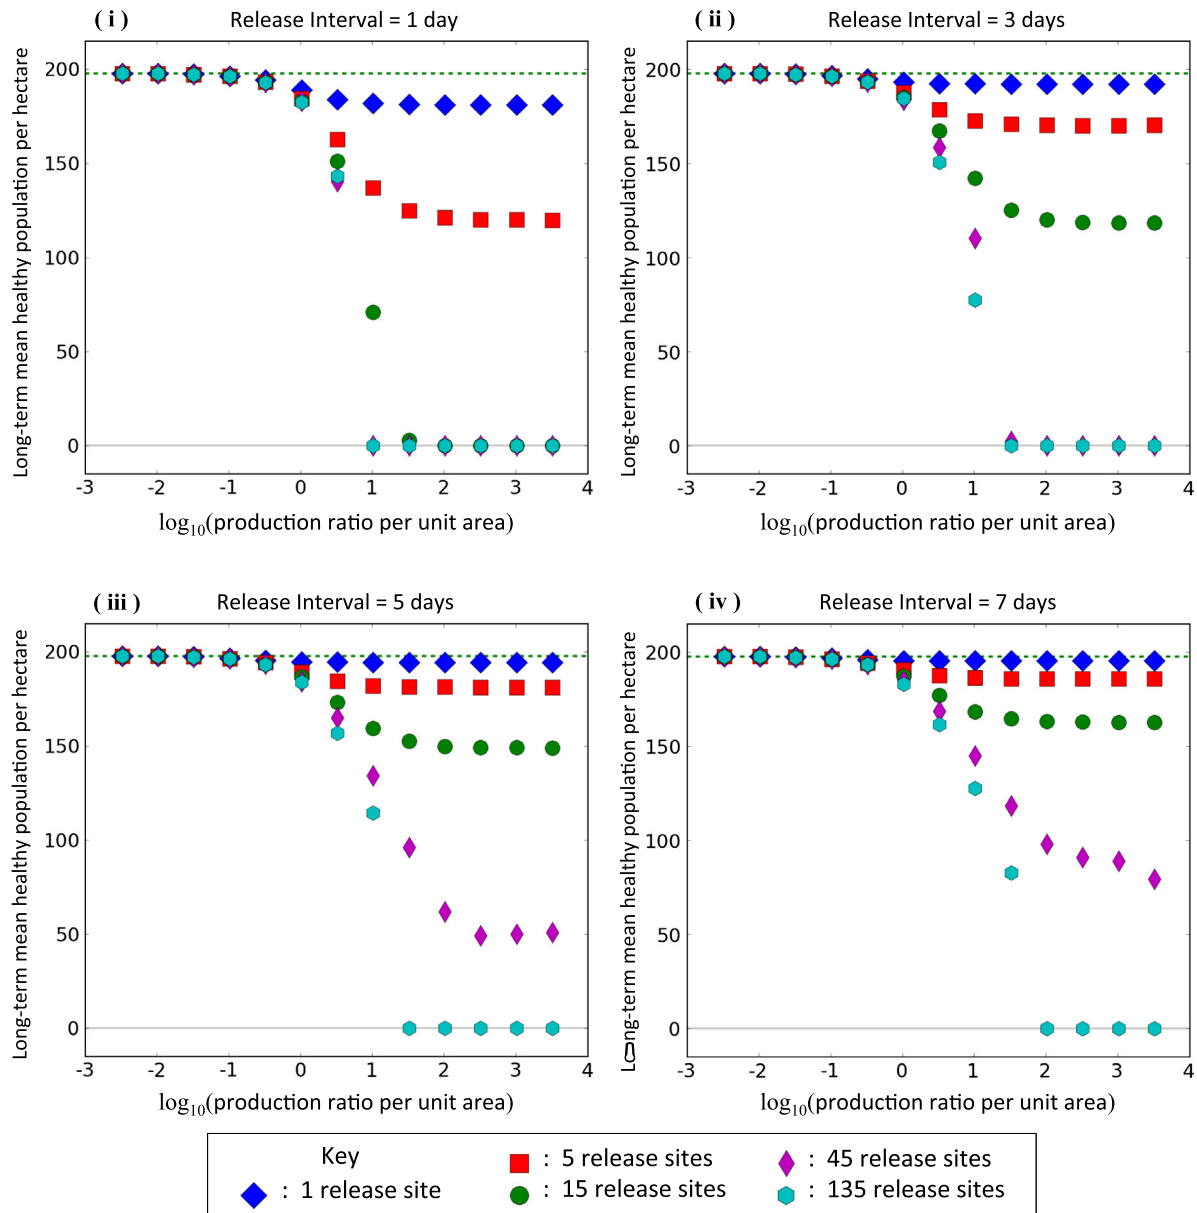 ( i ) Release Interval = 1 day
Long-term mean healthy population per hectare
200
150
100
50
0
-3 -2 -1 0 1 2 3 4
log10(production ratio per unit area)
( ii ) Release Interval = 3 days
Long-term mean healthy population per hectare
200
150
100
50
0
-3 -2 -1 0 1 2 3 4
log10(production ratio per unit area)
( iii ) Release Interval = 5 days
Long-term mean healthy population per hectare
200
150
100
50
0
-3 -2 -1 0 1 2 3 4
log10(production ratio per unit area)
( iv ) Release Interval = 7 days
Long-term mean healthy population per hectare
200
150
100
50
0
-3 -2 -1 0 1 2 3 4
log10(production ratio per unit area)
Key
: 1 release site
: 5 release sites
: 15 release sites
: 45 release sites
: 135 release sites